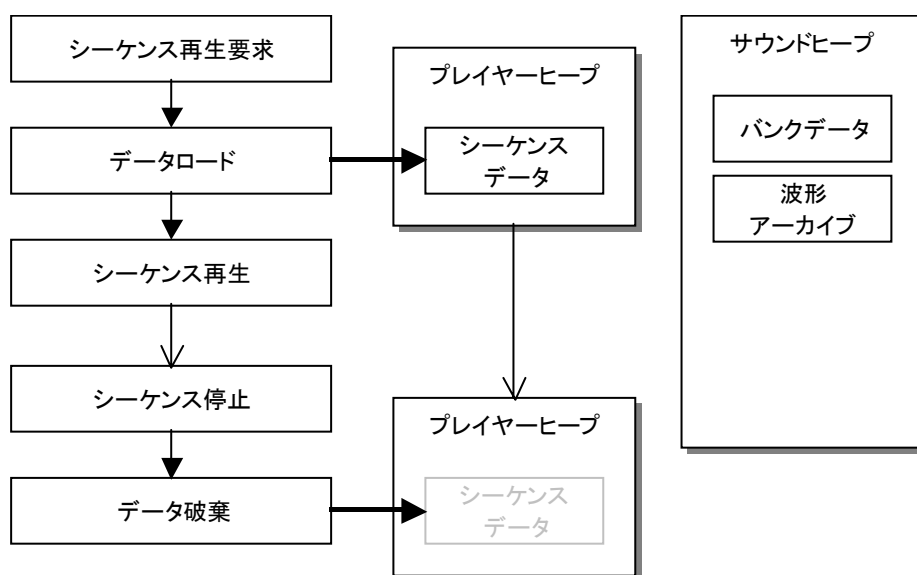 シーケンス再生要求
データロード
シーケンス再生
シーケンス停止
データ破棄
プレイヤーヒープ
シーケンス
データ
プレイヤーヒープ
シーケンス
データ
サウンドヒープ
バンクデータ
波形
アーカイブ